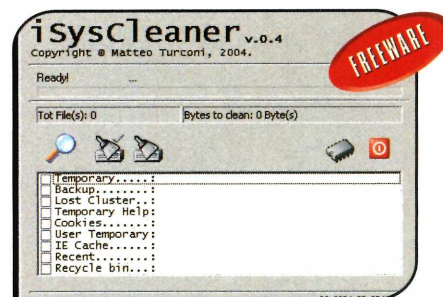 iSysCleaner v.0.4
Copyright © Matteo Turconi, 2004.
FREEWARE
Ready! ...
Tot File(s): 0 Bytes to clean: 0 Byte(s)
Temporary.....:
Backup........:
Lost Cluster..:
Temporary Help:
Cookies.......:
User Temporary:
IE Cache......:
Recent........:
Recycle bin...: